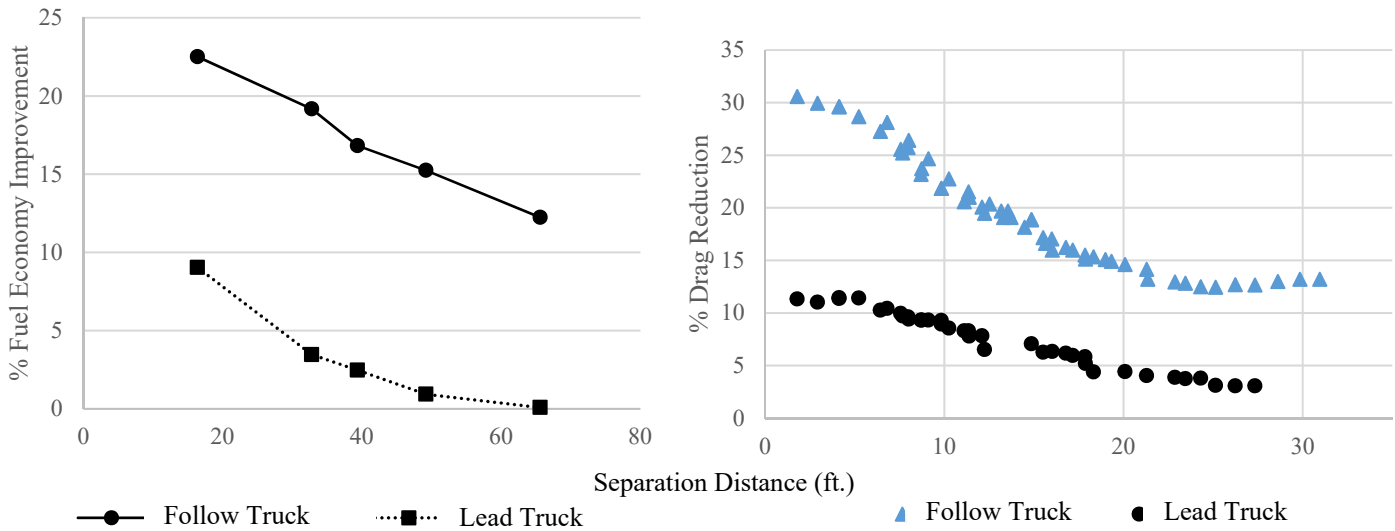 % Fuel Economy Improvement
25
20
15
10
5
0
0 20 40 60 80
% Drag Reduction
35
30
25
20
15
10
5
0
0 10 20 30
Separation Distance (ft.)
Follow Truck Lead Truck
Follow Truck Lead Truck